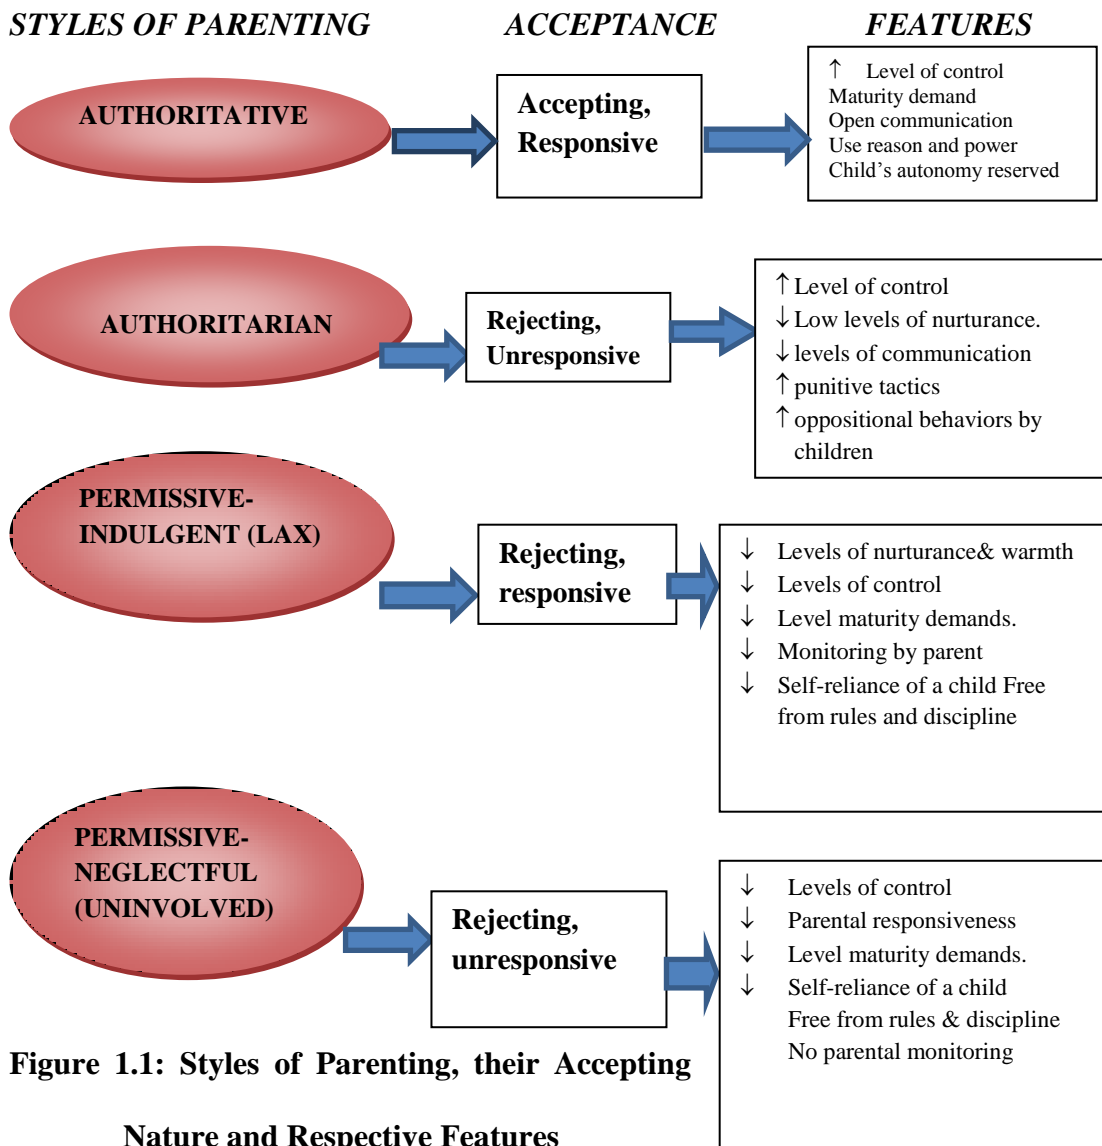 STYLES OF PARENTING ACCEPTANCE FEATURES
AUTHORITATIVE
Accepting,
Responsive
↑ Level of control
Maturity demand
Open communication
Use reason and power
Child's autonomy reserved
AUTHORITARIAN
Rejecting,
Unresponsive
↑ Level of control
↓ Low levels of nurturance.
↓ levels of communication
↑ punitive tactics
↑ oppositional behaviors by
children
PERMISSIVE-
INDULGENT (LAX)
Rejecting,
responsive
↓ Levels of nurturance& warmth
↓ Levels of control
↓ Level maturity demands.
↓ Monitoring by parent
↓ Self-reliance of a child Free
from rules and discipline
PERMISSIVE-
NEGLECTFUL
(UNINVOLVED)
Rejecting,
unresponsive
↓ Levels of control
↓ Parental responsiveness
↓ Level maturity demands.
↓ Self-reliance of a child
Free from rules & discipline
No parental monitoring
Figure 1.1: Styles of Parenting, their Accepting
Nature and Respective Features